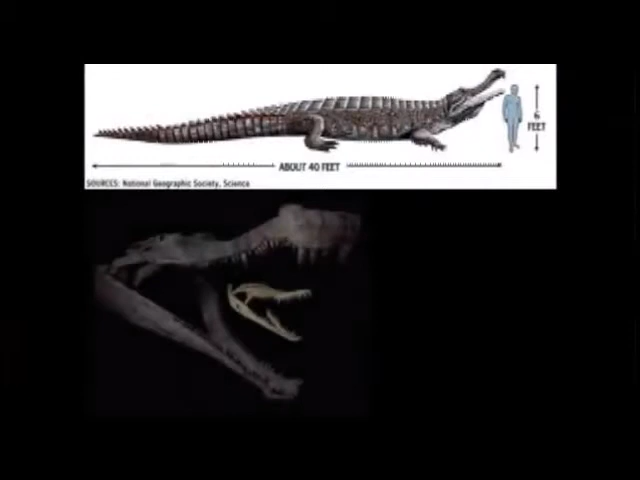 6
FEET
ABOUT 40 FEET
SOURCES: National Geographic Society, Science